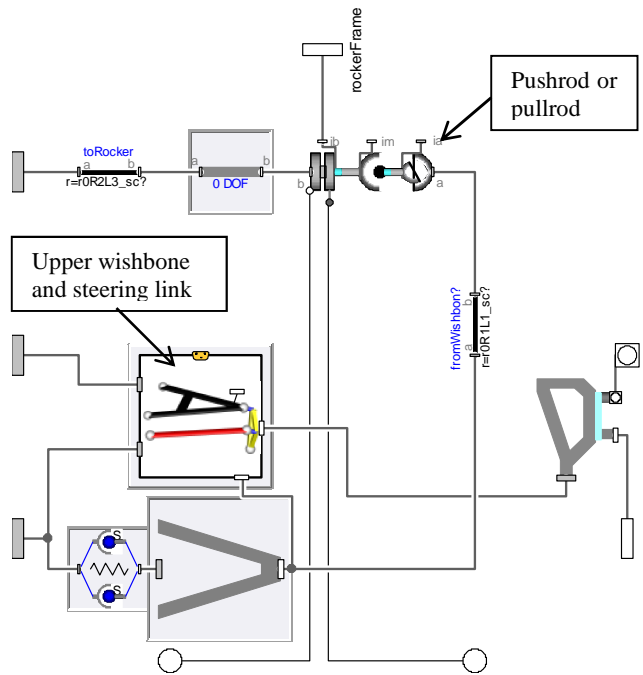 rockerFrame
Pushrod or
pullrod
toRocker
a b
r=r0R2L3_sc?
a b
0 DOF
b
ib
im
ia
a
Upper wishbone
and steering link
fromWishbon?
b
a
r=r0R1L1_sc?
S
S